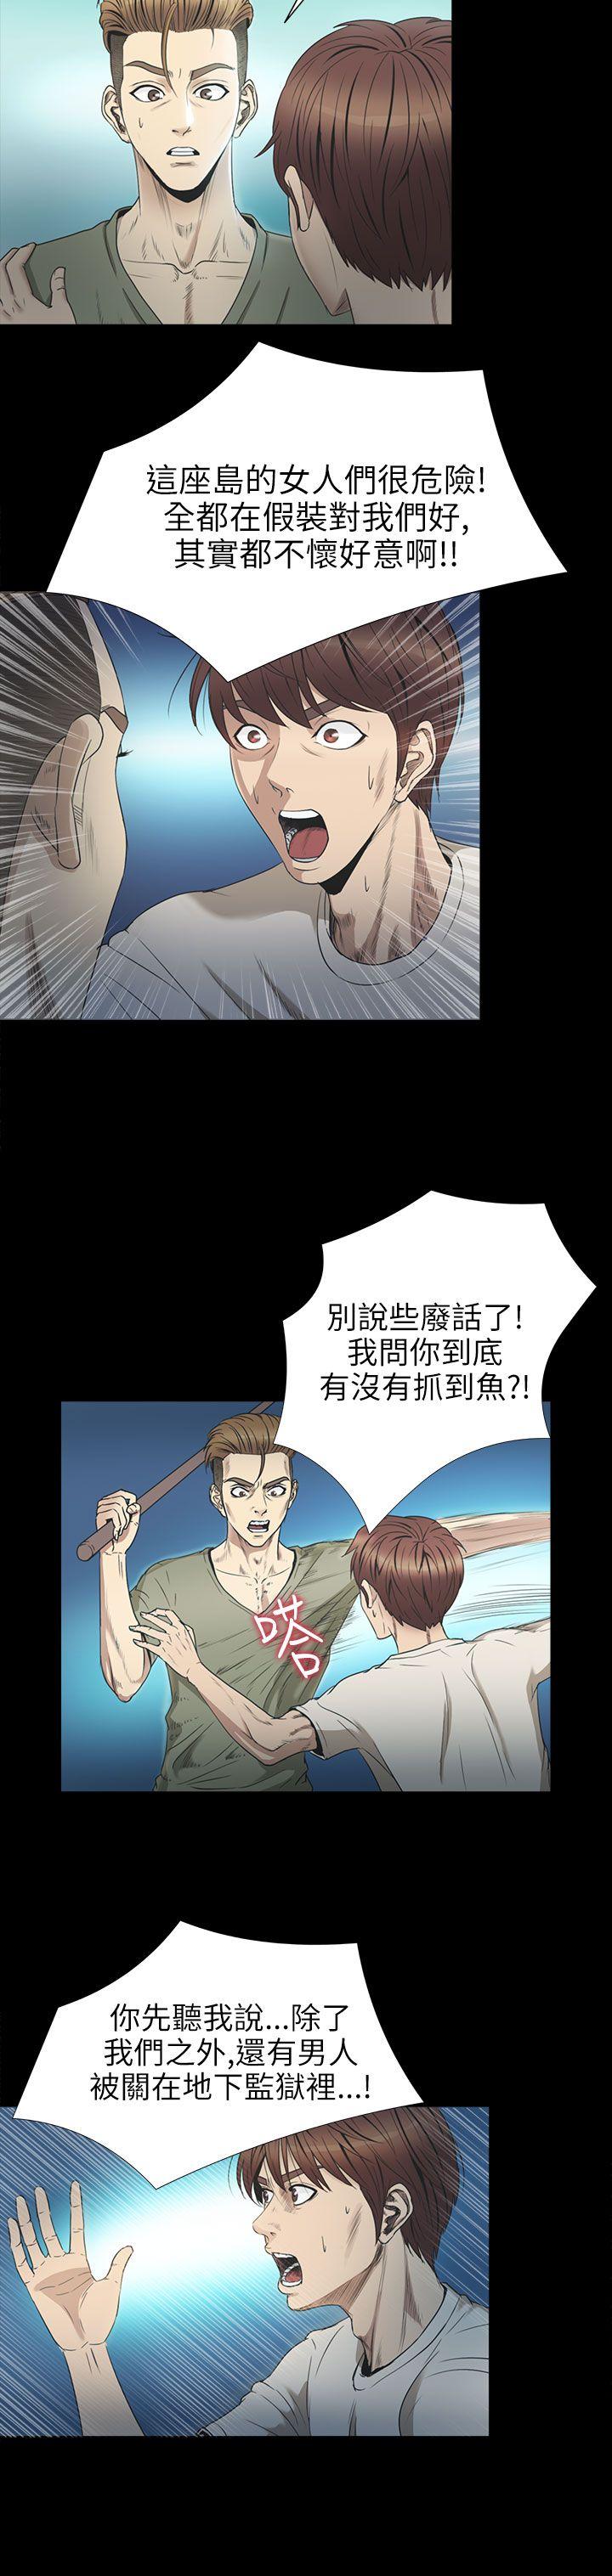 這座島的女人們很危險!
全都在假裝對我們好,
其實都不懷好意啊!!
別說些廢話了!
我問你到底
有沒有抓到魚?!
嗒
你先聽我說...除了
我們之外,還有男人
被關在地下監獄裡...!